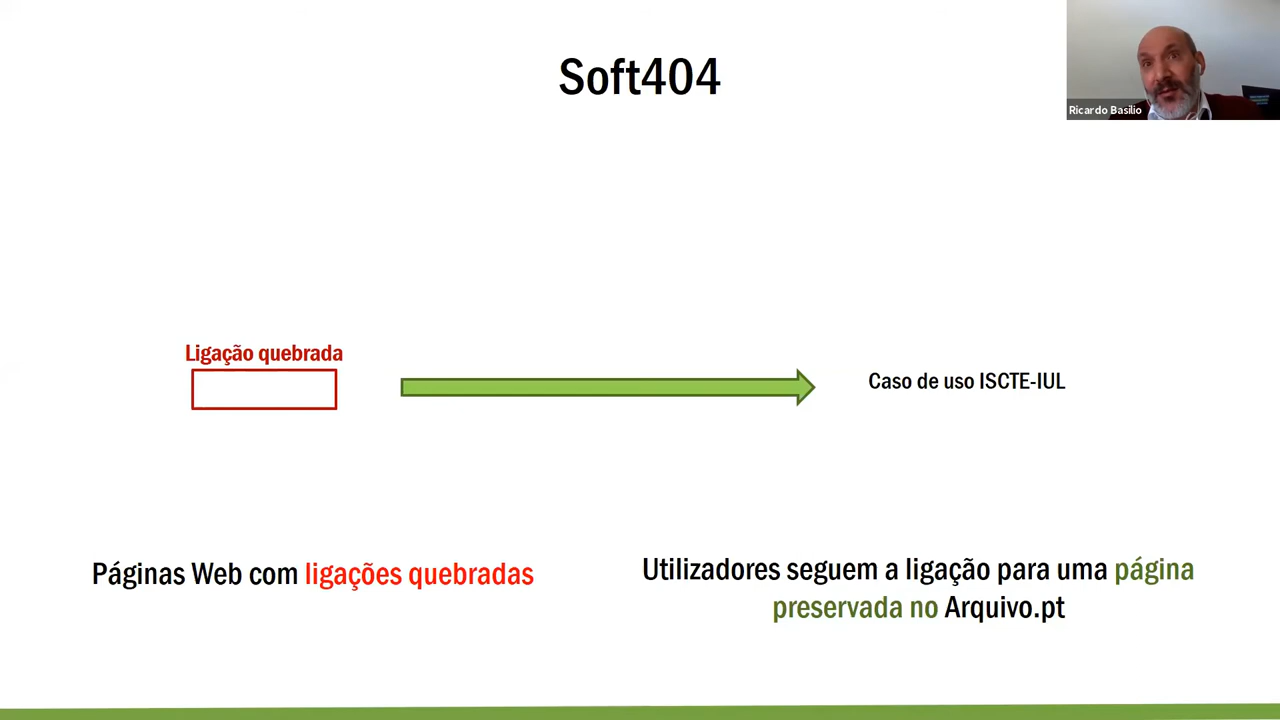 Soft404
Ricardo Basílio
Ligação quebrada
Caso de uso ISCTE-IUL
Páginas Web com ligações quebradas
Utilizadores seguem a ligação para uma página
preservada no Arquivo.pt